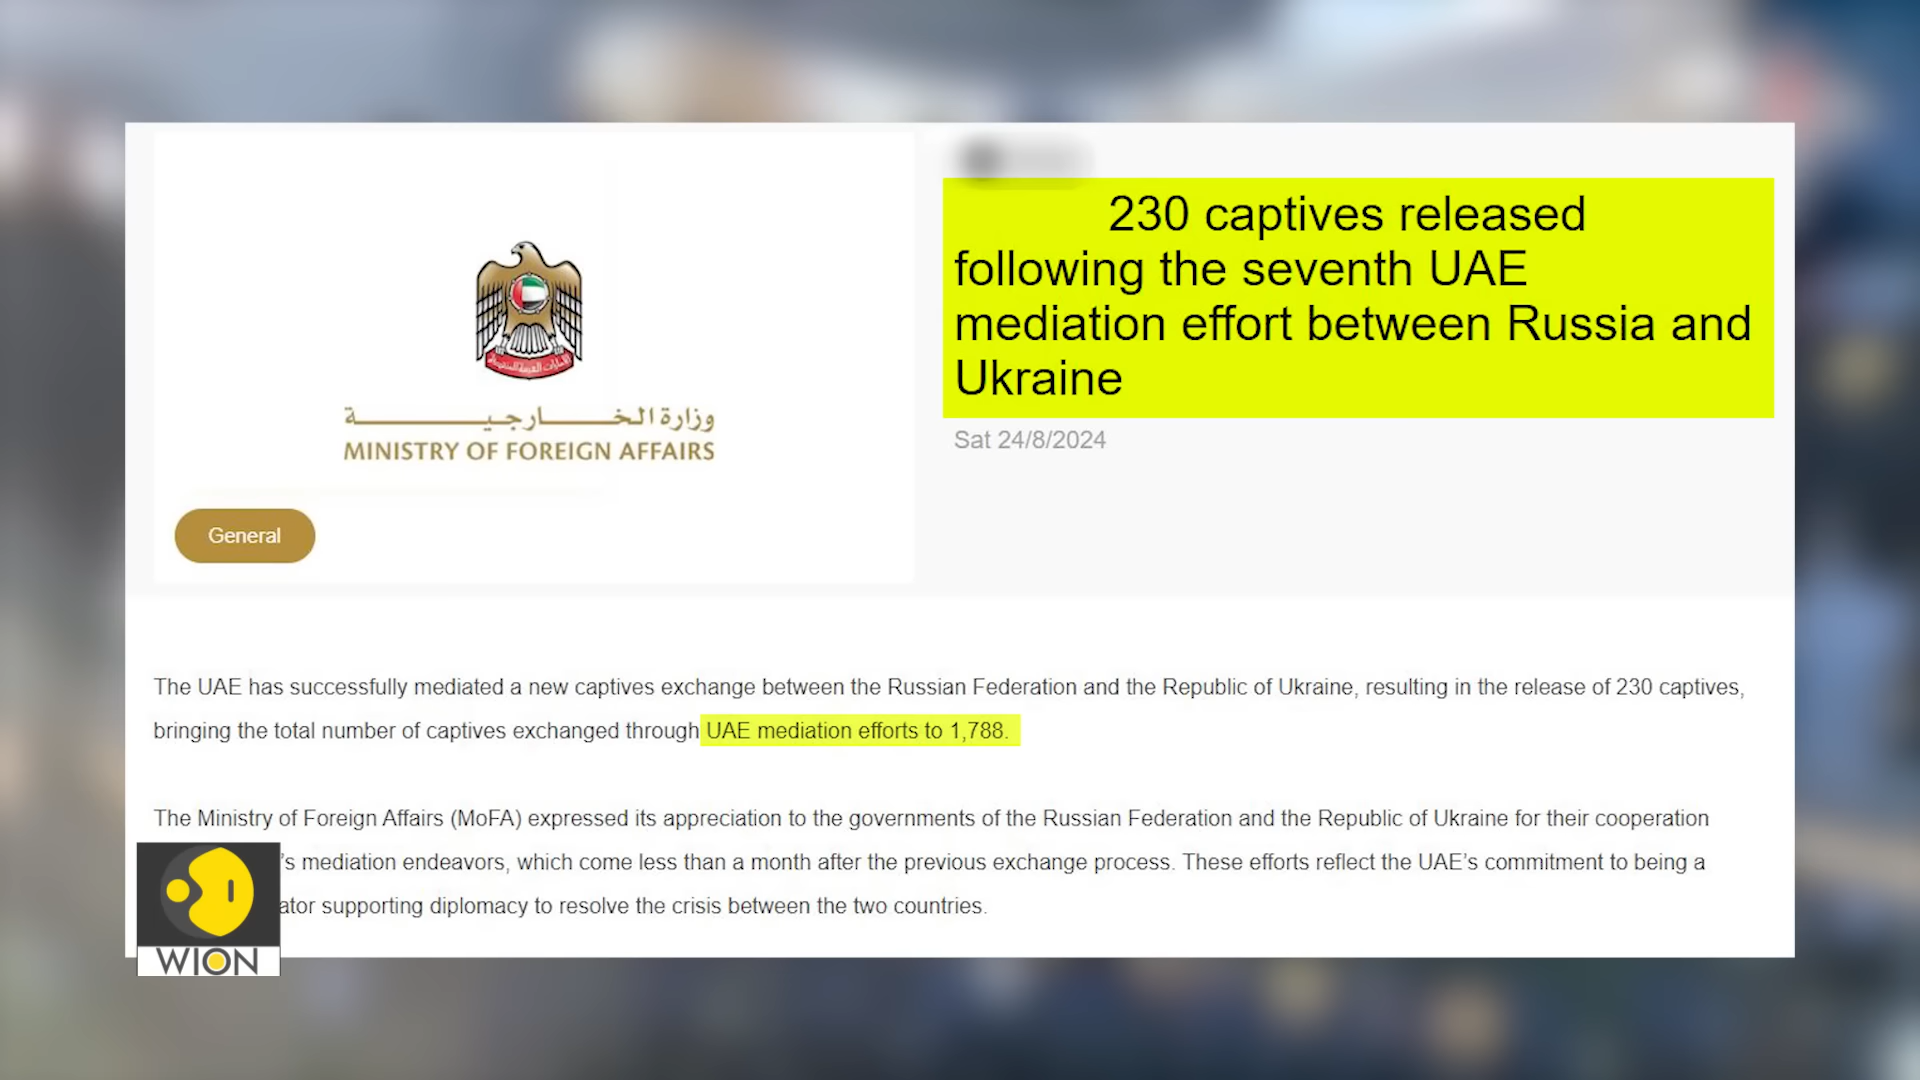 230 captives released
following the seventh UAE
mediation effort between Russia and
Ukraine
Sat 24/8/2024
وزارة الخارجية
MINISTRY OF FOREIGN AFFAIRS
General
The UAE has successfully mediated a new captives exchange between the Russian Federation and the Republic of Ukraine, resulting in the release of 230 captives,
bringing the total number of captives exchanged through UAE mediation efforts to 1,788.
The Ministry of Foreign Affairs (MoFA) expressed its appreciation to the governments of the Russian Federation and the Republic of Ukraine for their cooperation
's mediation endeavors, which come less than a month after the previous exchange process. These efforts reflect the UAE's commitment to being a
ator supporting diplomacy to resolve the crisis between the two countries.
WION